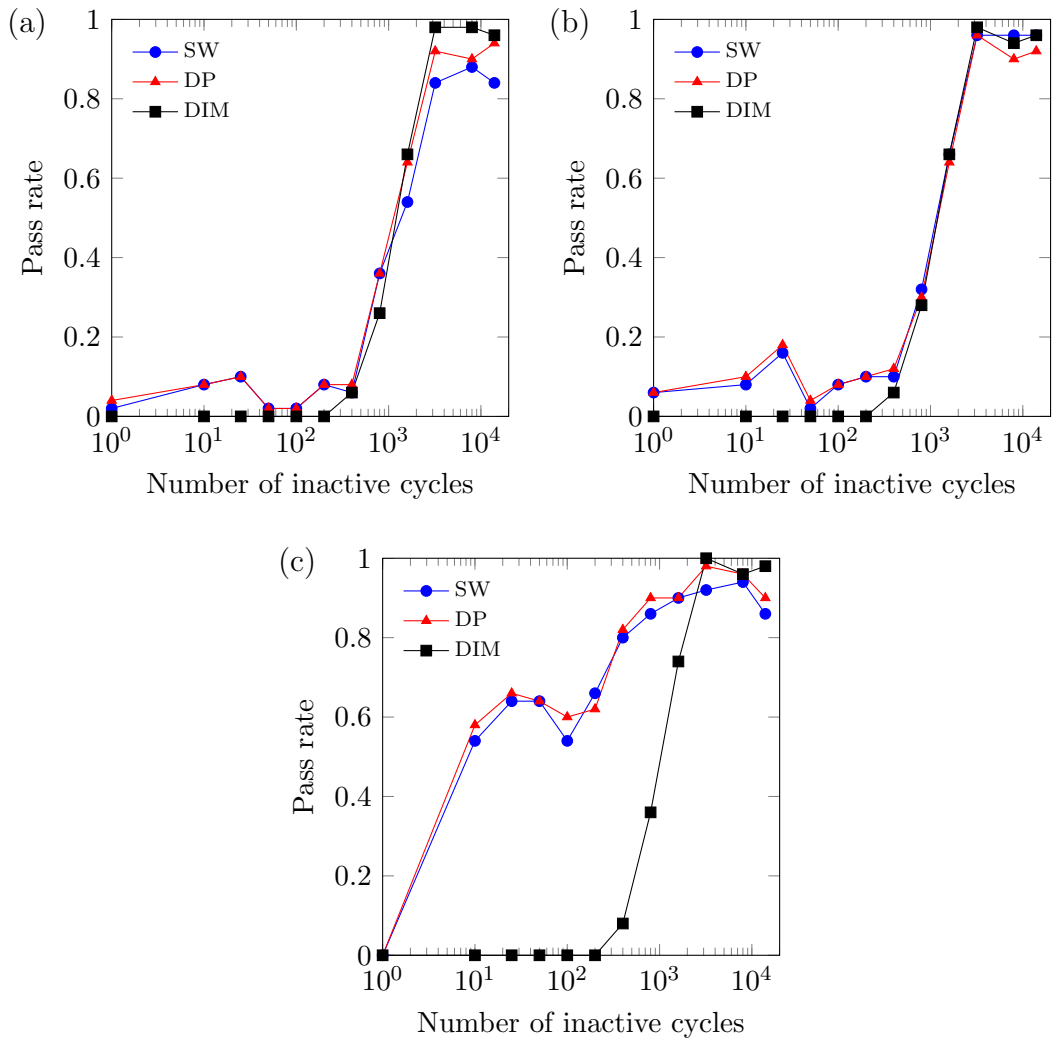 (a)
1
0.8
0.6
0.4
0.2
0
Pass rate
SW
DP
DIM
10^0 10^1 10^2 10^3 10^4
Number of inactive cycles
(b)
1
0.8
0.6
0.4
0.2
0
Pass rate
SW
DP
DIM
10^0 10^1 10^2 10^3 10^4
Number of inactive cycles
(c)
1
0.8
0.6
0.4
0.2
0
Pass rate
SW
DP
DIM
10^0 10^1 10^2 10^3 10^4
Number of inactive cycles